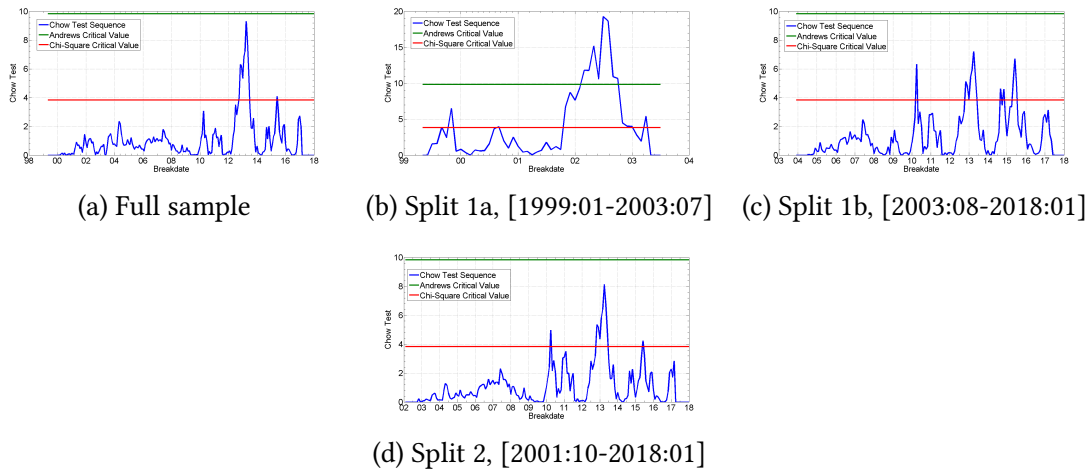 10
8
6
4
2
0
Chow Test
Chow Test Sequence
Andrews Critical Value
Chi-Square Critical Value
98 00 02 04 06 08 10 12 14 16 18
Breakdate
(a) Full sample
20
15
10
5
0
Chow Test
Chow Test Sequence
Andrews Critical Value
Chi-Square Critical Value
99 00 01 02 03 04
Breakdate
(b) Split 1a, [1999:01-2003:07]
10
8
6
4
2
0
Chow Test
Chow Test Sequence
Andrews Critical Value
Chi-Square Critical Value
03 04 05 06 07 08 09 10 11 12 13 14 15 16 17 18
Breakdate
(c) Split 1b, [2003:08-2018:01]
10
8
6
4
2
0
Chow Test
Chow Test Sequence
Andrews Critical Value
Chi-Square Critical Value
02 03 04 05 06 07 08 09 10 11 12 13 14 15 16 17 18
Breakdate
(d) Split 2, [2001:10-2018:01]